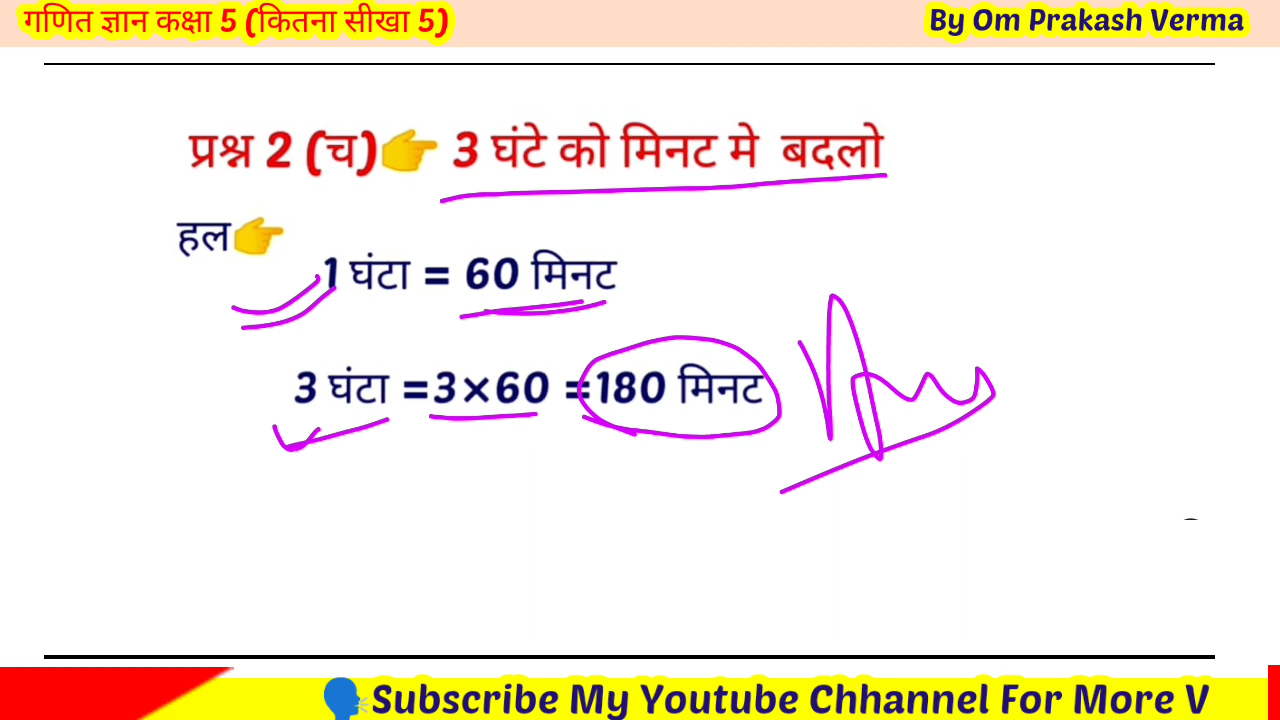 गणित ज्ञान कक्षा 5 (कितना सीखा 5)
By Om Prakash Verma
प्रश्न 2 (च)👉 3 घंटे को मिनट मे बदलो
हल👉
1 घंटा = 60 मिनट
3 घंटा =3×60 =180 मिनट
Ans
Subscribe My Youtube Chhannel For More V